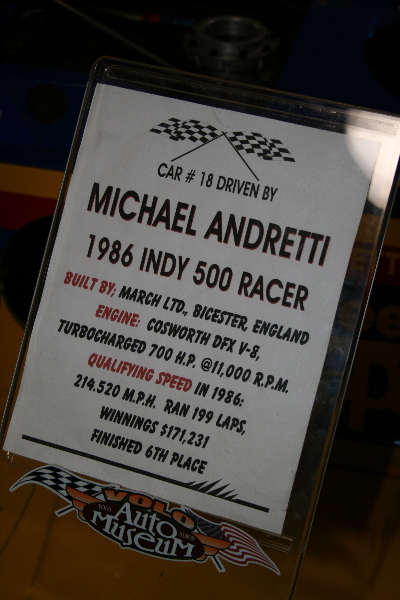 CAR # 18 DRIVEN BY
MICHAEL ANDRETTI
1986 INDY 500 RACER
BUILT BY; MARCH LTD., BICESTER, ENGLAND
ENGINE: COSWORTH DFX V-8,
TURBOCHARGED 700 H.P. @11,000 R.P.M.
QUALIFYING SPEED IN 1986:
214.520 M.P.H. RAN 199 LAPS,
WINNINGS $171,231
FINISHED 6TH PLACE
VOLO
AUTO
MUSEUM